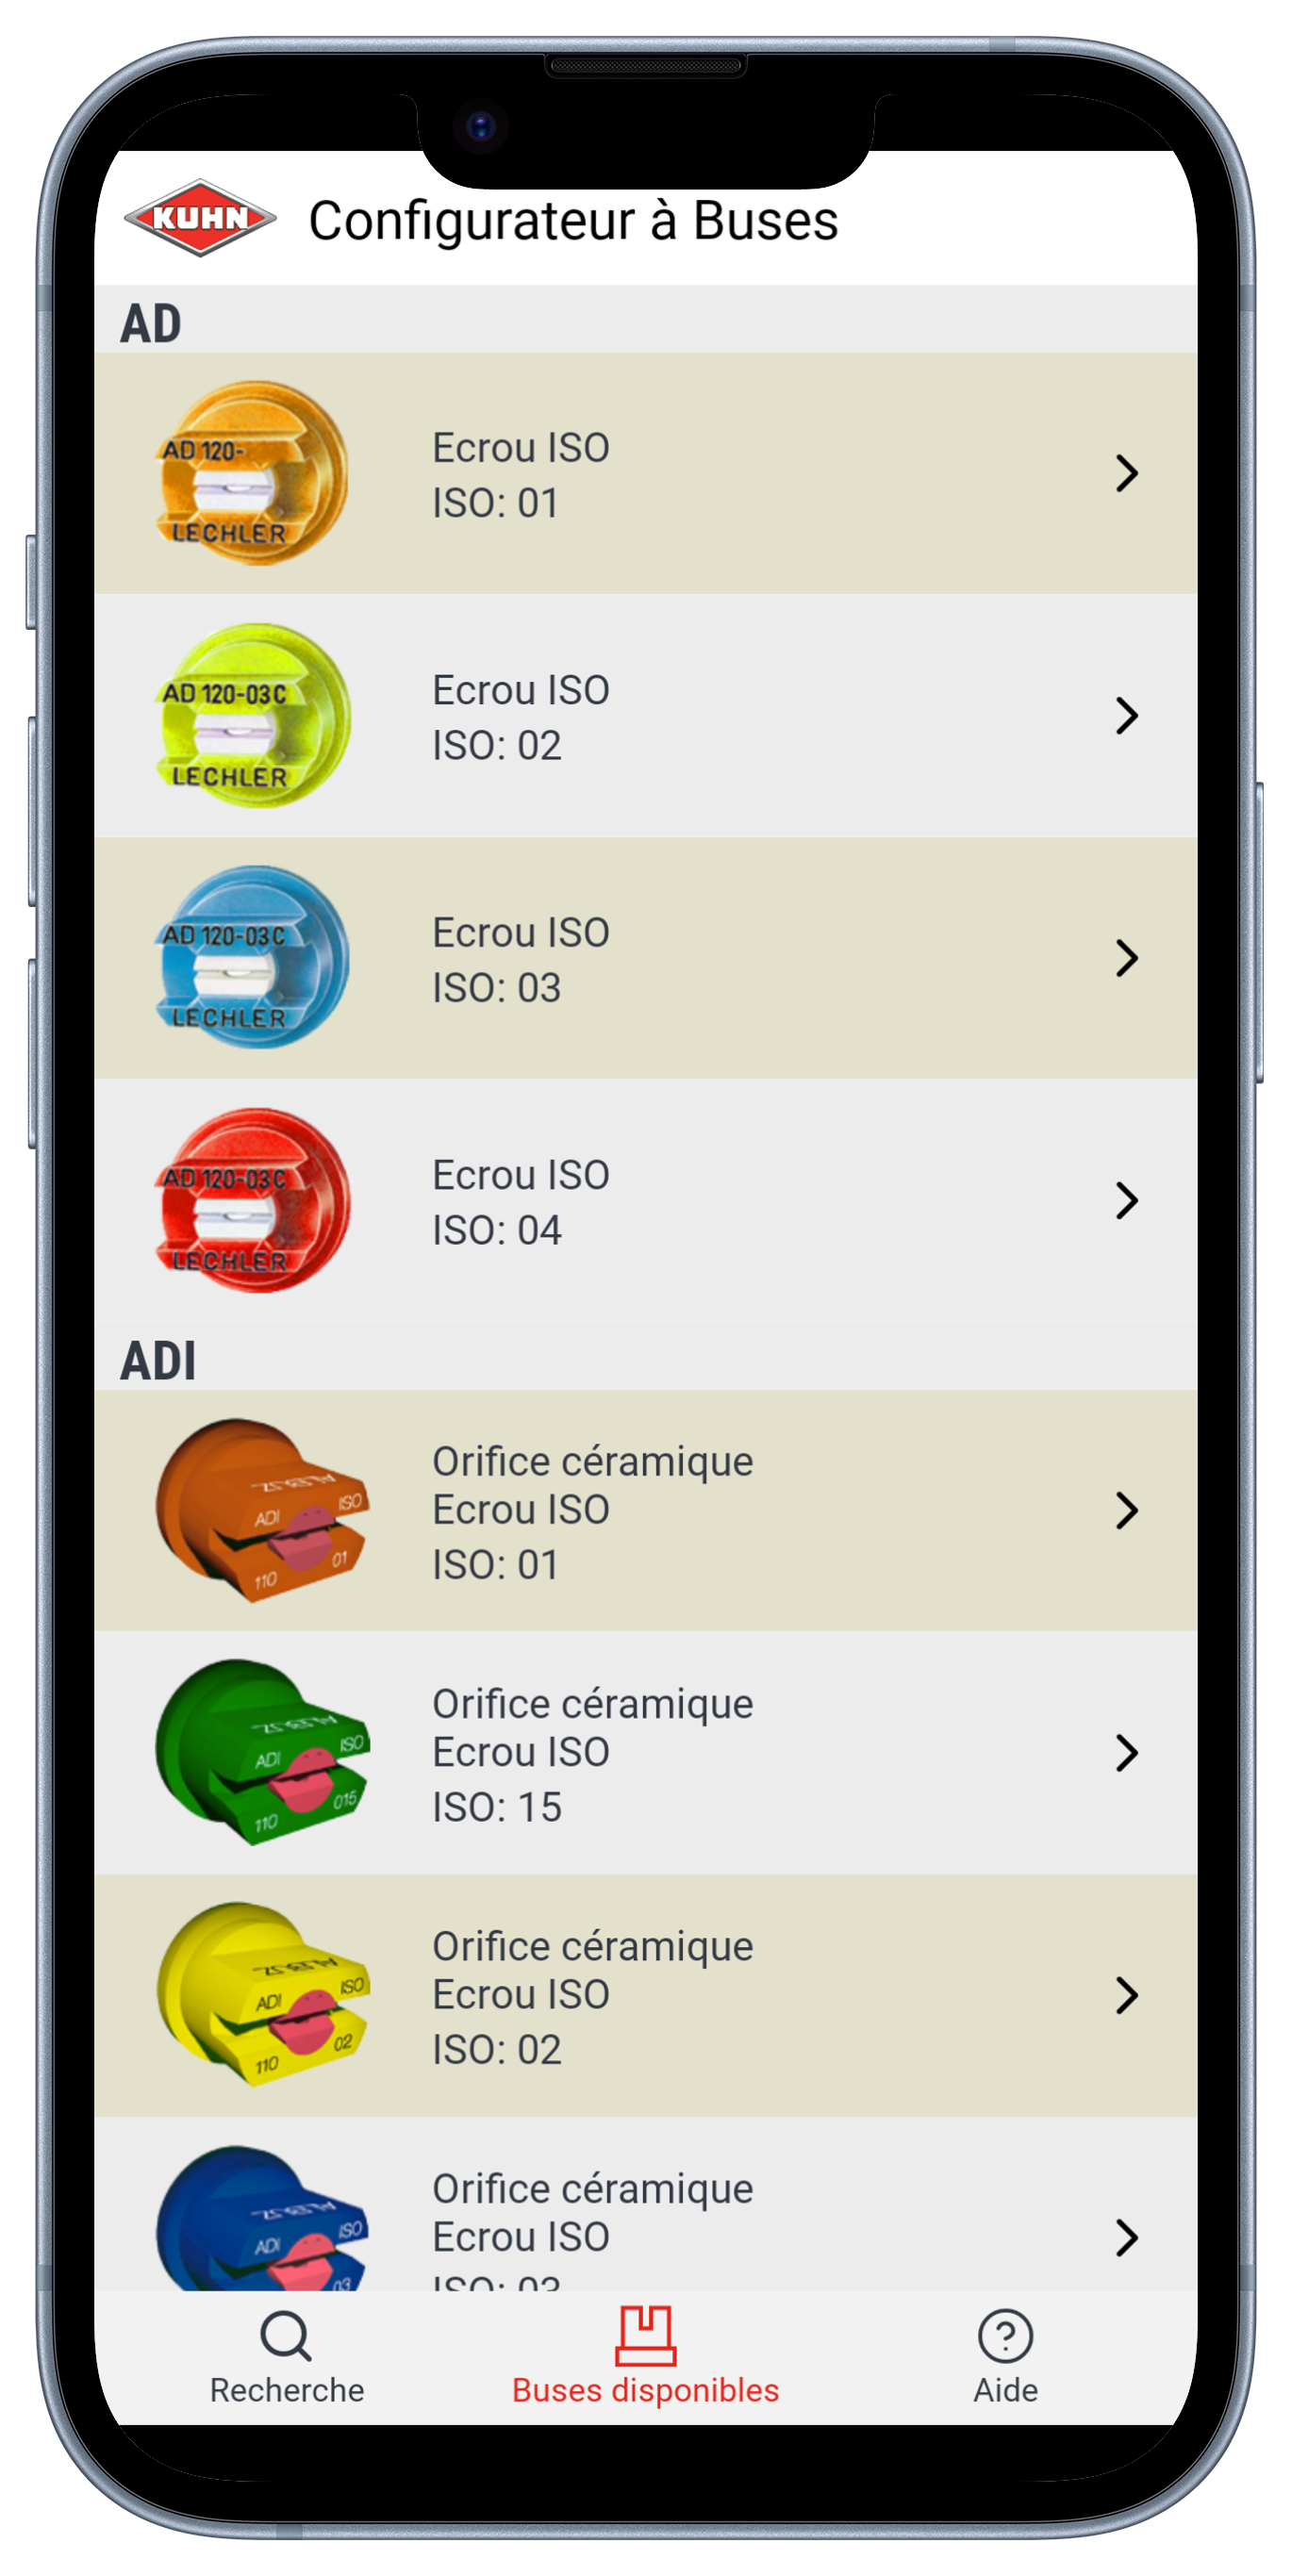 KUHN
Configurateur à Buses
AD
AD 120-
LECHLER
Ecrou ISO
ISO: 01
AD 120-03C
LECHLER
Ecrou ISO
ISO: 02
AD 120-03C
LECHLER
Ecrou ISO
ISO: 03
AD 120-03C
LECHLER
Ecrou ISO
ISO: 04
ADI
ADI ISO
110 01
Orifice céramique
Ecrou ISO
ISO: 01
ADI ISO
110 015
Orifice céramique
Ecrou ISO
ISO: 15
ADI ISO
110 02
Orifice céramique
Ecrou ISO
ISO: 02
ADI ISO
03
Orifice céramique
Ecrou ISO
ISO: 03
Recherche
Buses disponibles
Aide